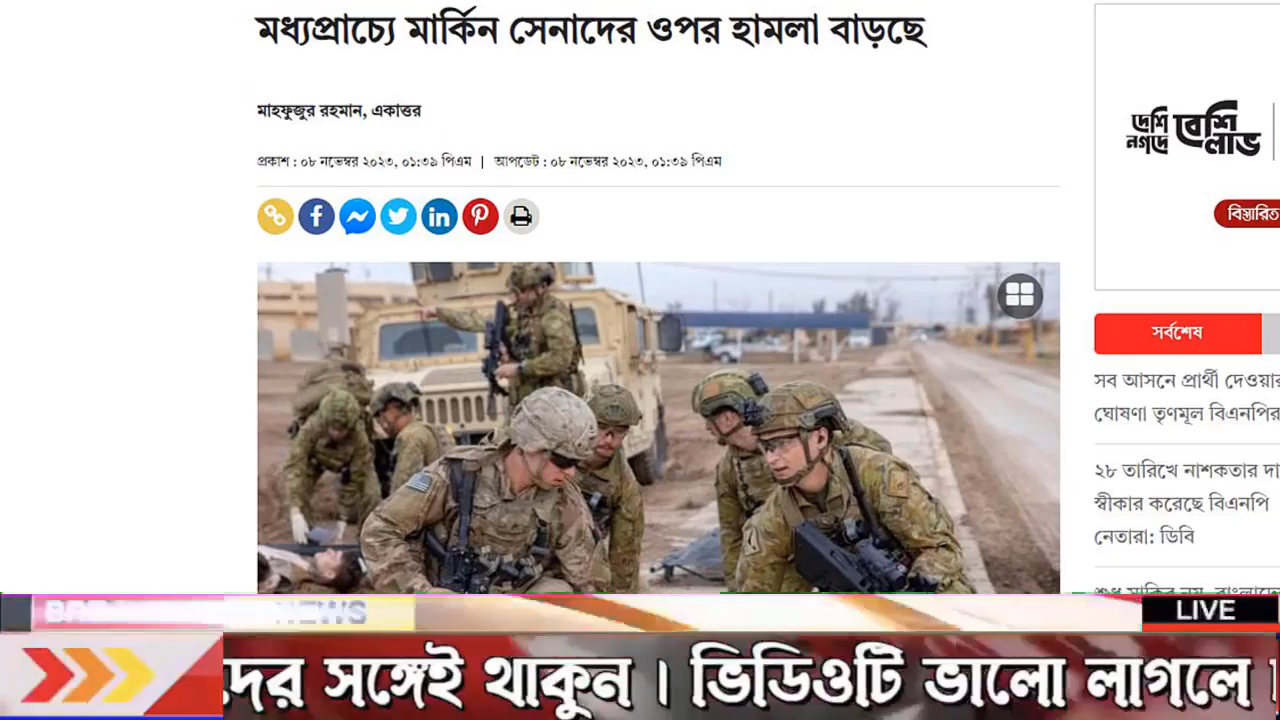 মধ্যপ্রাচ্যে মার্কিন সেনাদের ওপর হামলা বাড়ছে
মাহফুজুর রহমান, একাত্তর
প্রকাশ : ০৮ নভেম্বর ২০২৩, ০১:৩৯ পিএম | আপডেট : ০৮ নভেম্বর ২০২৩, ০১:৩৯ পিএম
দেশি
নগদে
বেশি
লাভ
বিস্তারিত
সর্বশেষ
সব আসনে প্রার্থী দেওয়ার
ঘোষণা তৃণমূল বিএনপির
২৮ তারিখে নাশকতার দা
স্বীকার করেছে বিএনপি
নেতারা: ডিবি
NEWS
LIVE
দের সঙ্গেই থাকুন । ভিডিওটি ভালো লাগলে